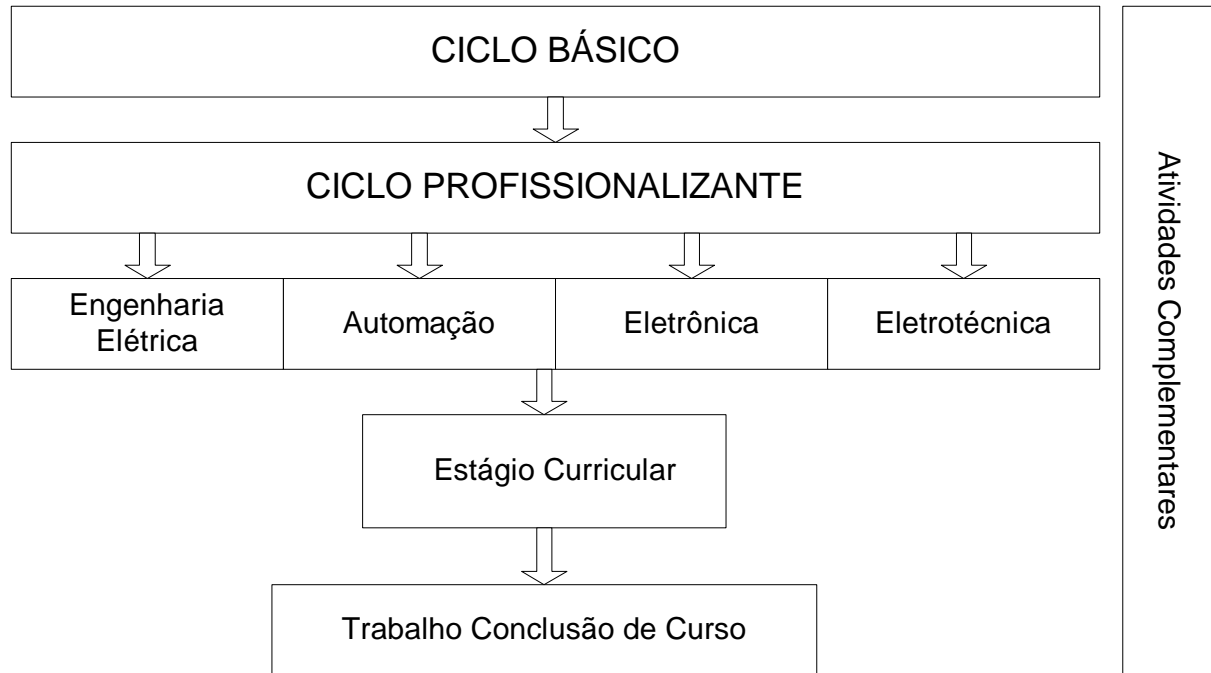 CICLO BÁSICO
CICLO PROFISSIONALIZANTE
Engenharia
Elétrica
Automação
Eletrônica
Eletrotécnica
Estágio Curricular
Trabalho Conclusão de Curso
Atividades Complementares